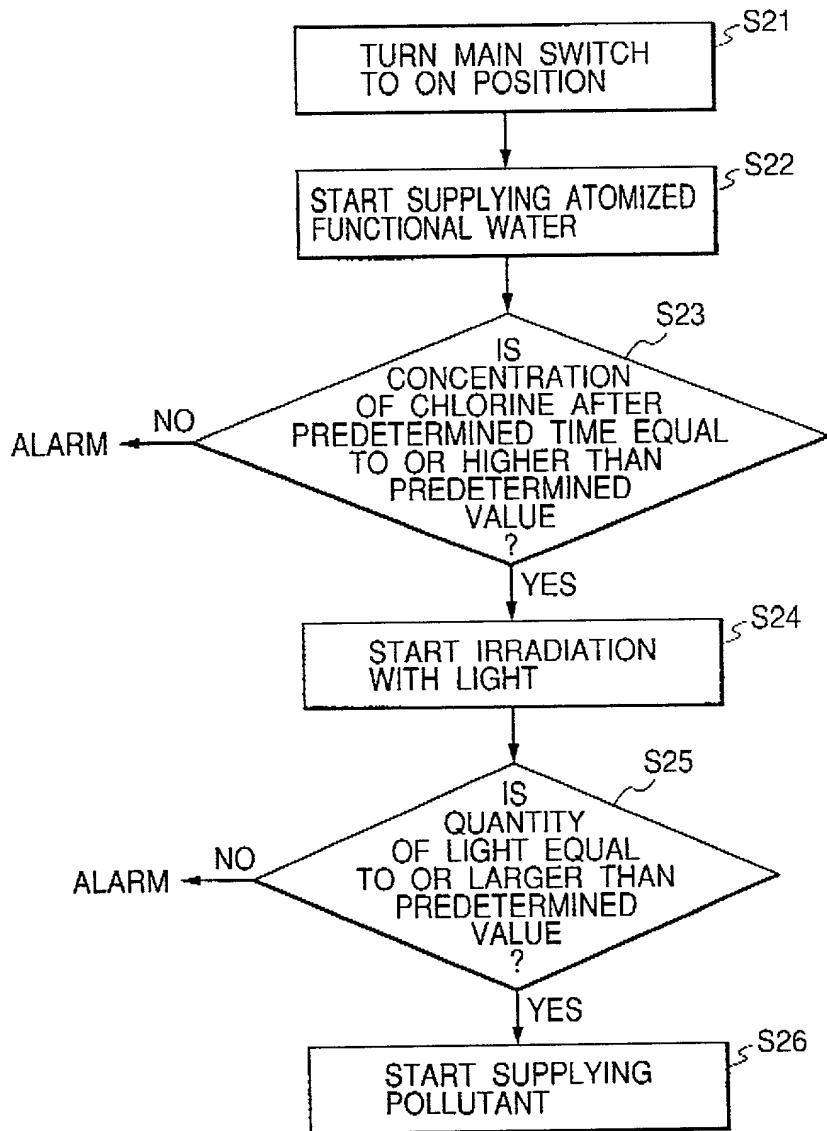 S21
TURN MAIN SWITCH
TO ON POSITION
S22
START SUPPLYING ATOMIZED
FUNCTIONAL WATER
S23
IS
CONCENTRATION
OF CHLORINE AFTER
PREDETERMINED TIME EQUAL
TO OR HIGHER THAN
PREDETERMINED
VALUE
?
NO
ALARM
YES
S24
START IRRADIATION
WITH LIGHT
S25
IS
QUANTITY
OF LIGHT EQUAL
TO OR LARGER THAN
PREDETERMINED
VALUE
?
NO
ALARM
YES
S26
START SUPPLYING
POLLUTANT